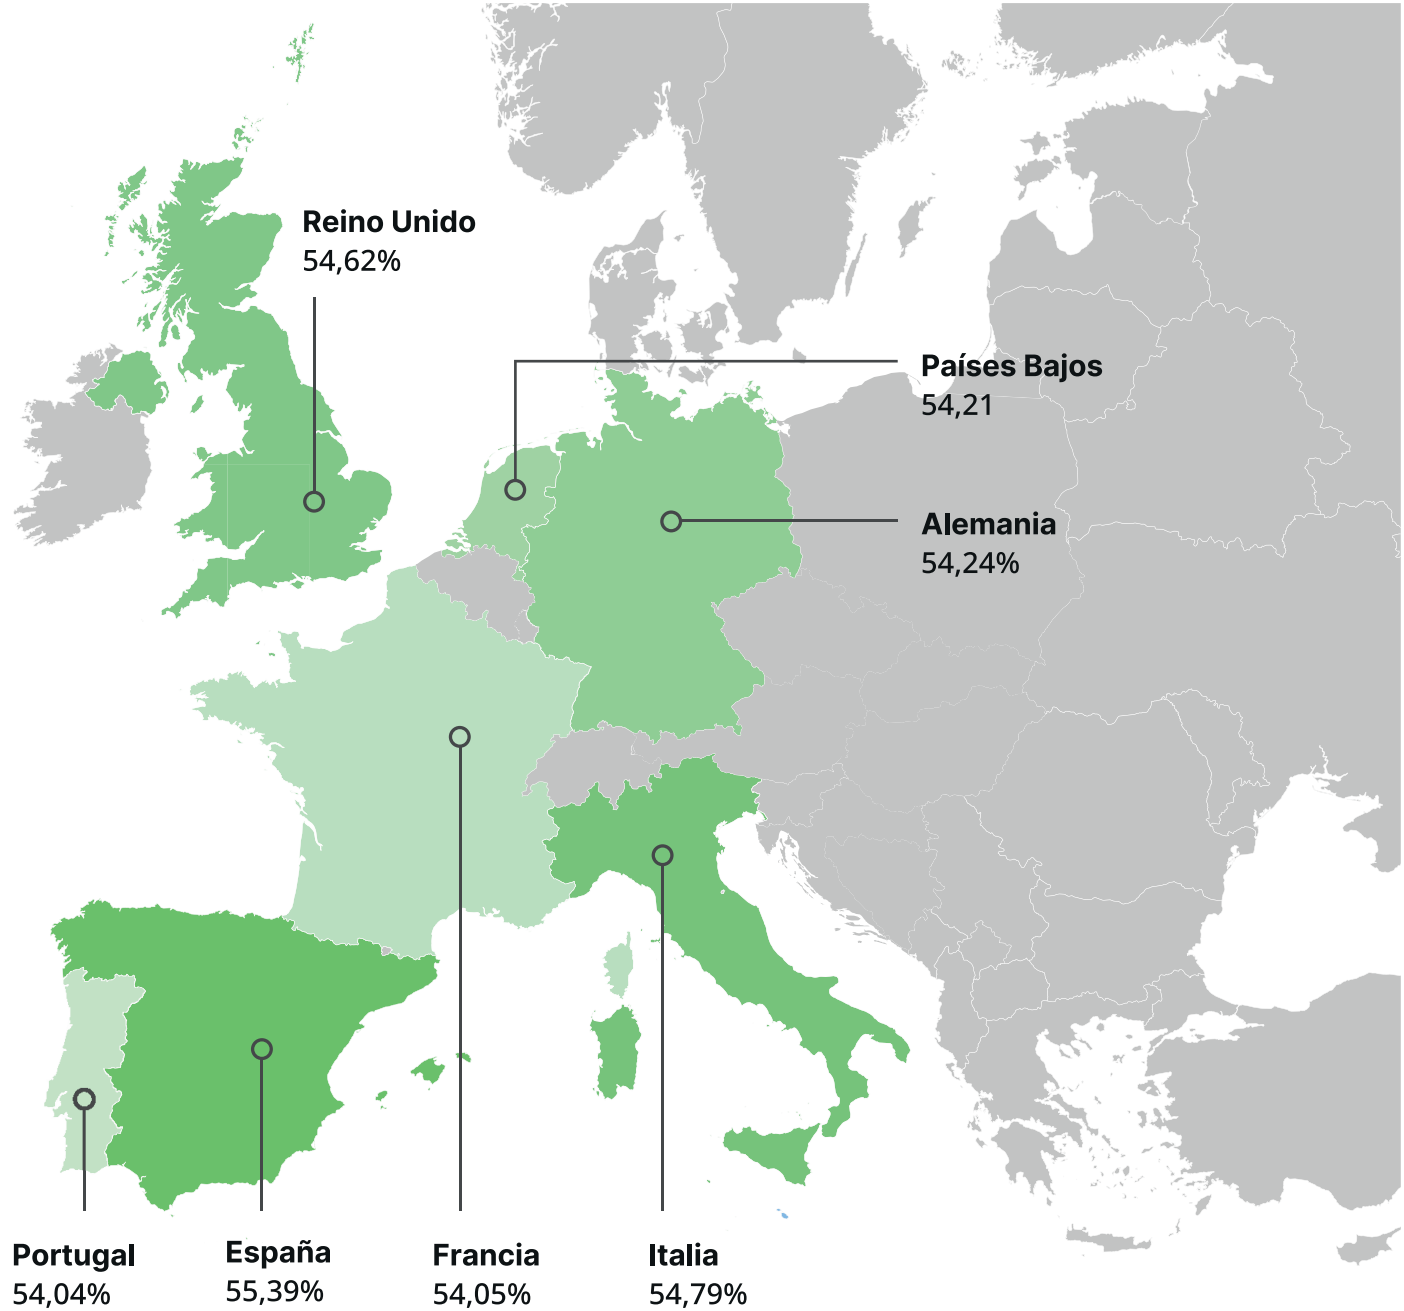 Reino Unido
54,62%
Países Bajos
54,21
Alemania
54,24%
Portugal
54,04%
España
55,39%
Francia
54,05%
Italia
54,79%